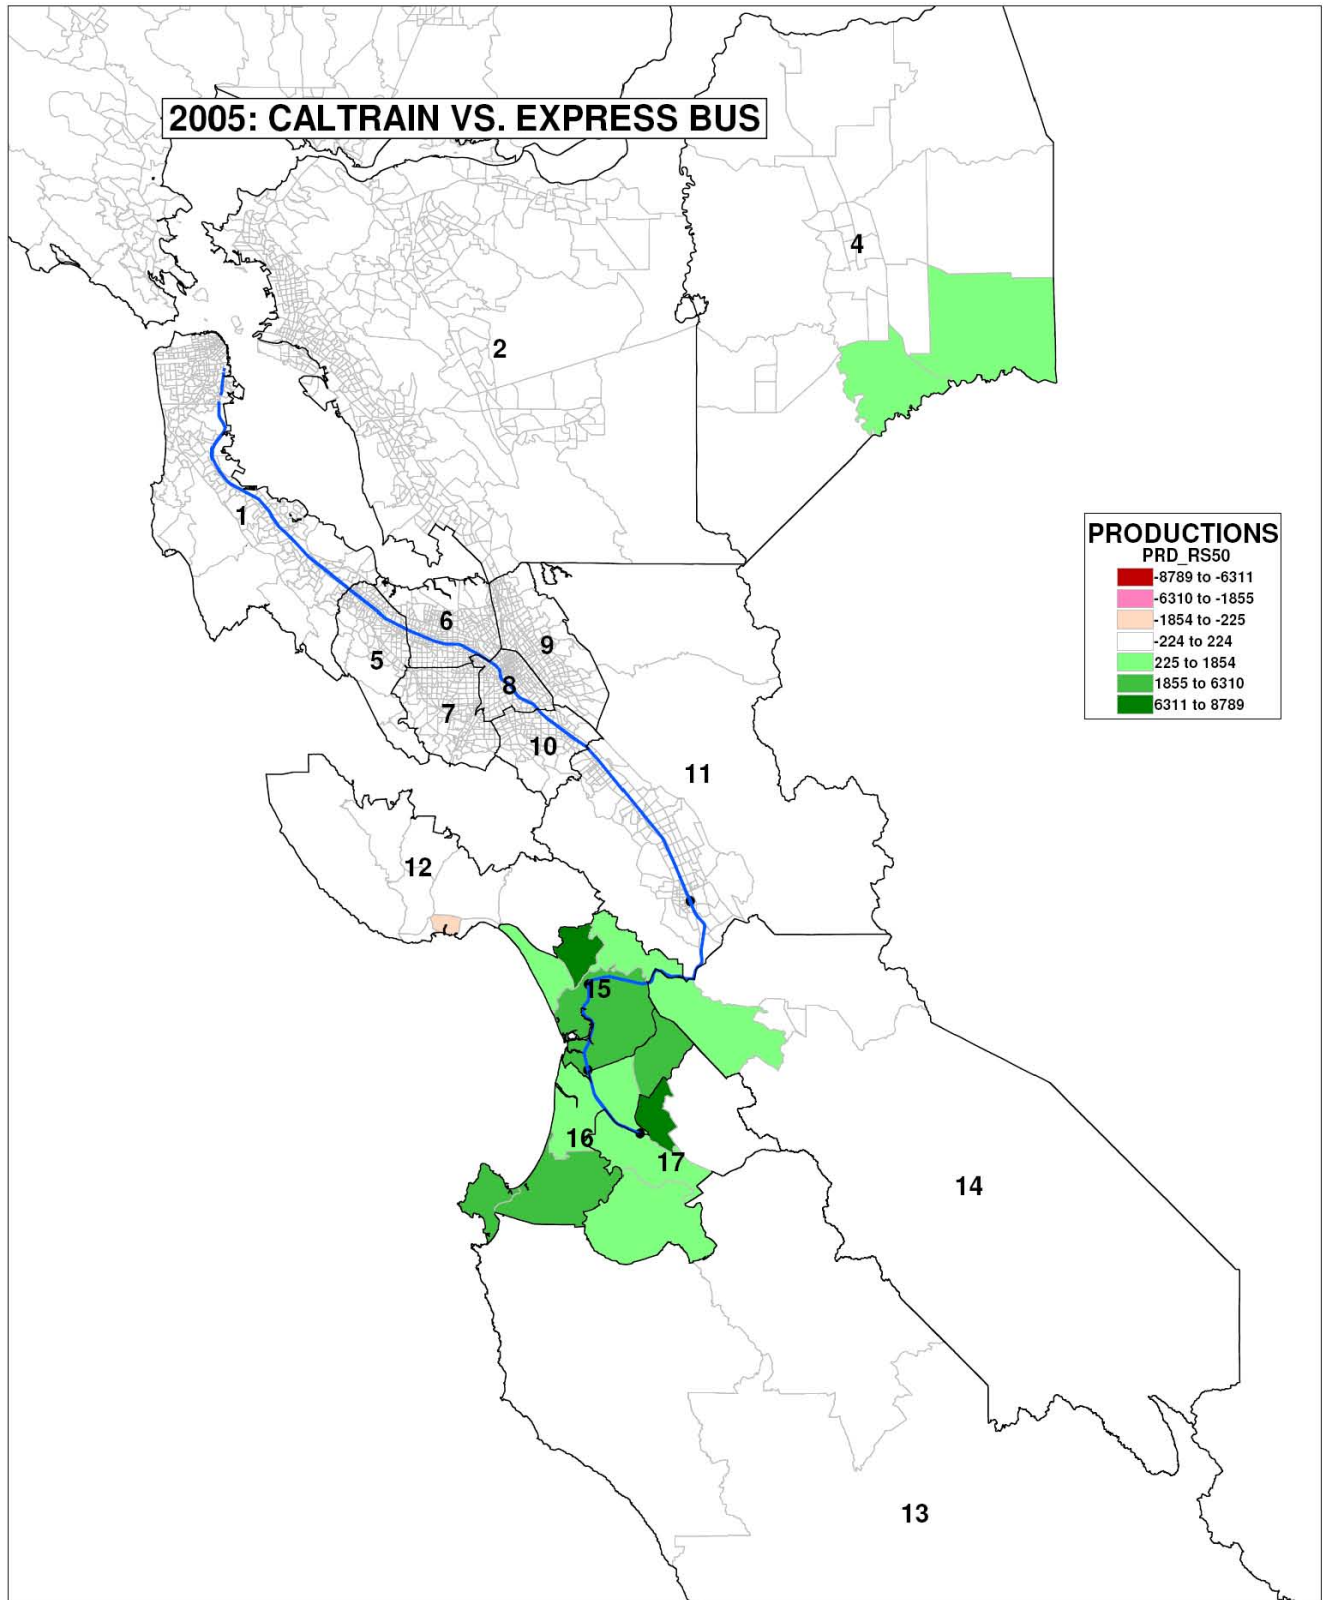 2005: CALTRAIN VS. EXPRESS BUS
4
2
1
PRODUCTIONS
PRD_RS50
-8789 to -6311
-6310 to -1855
-1854 to -225
-224 to 224
225 to 1854
1855 to 6310
6311 to 8789
6
9
5
8
7
10
11
12
15
16
17
14
13